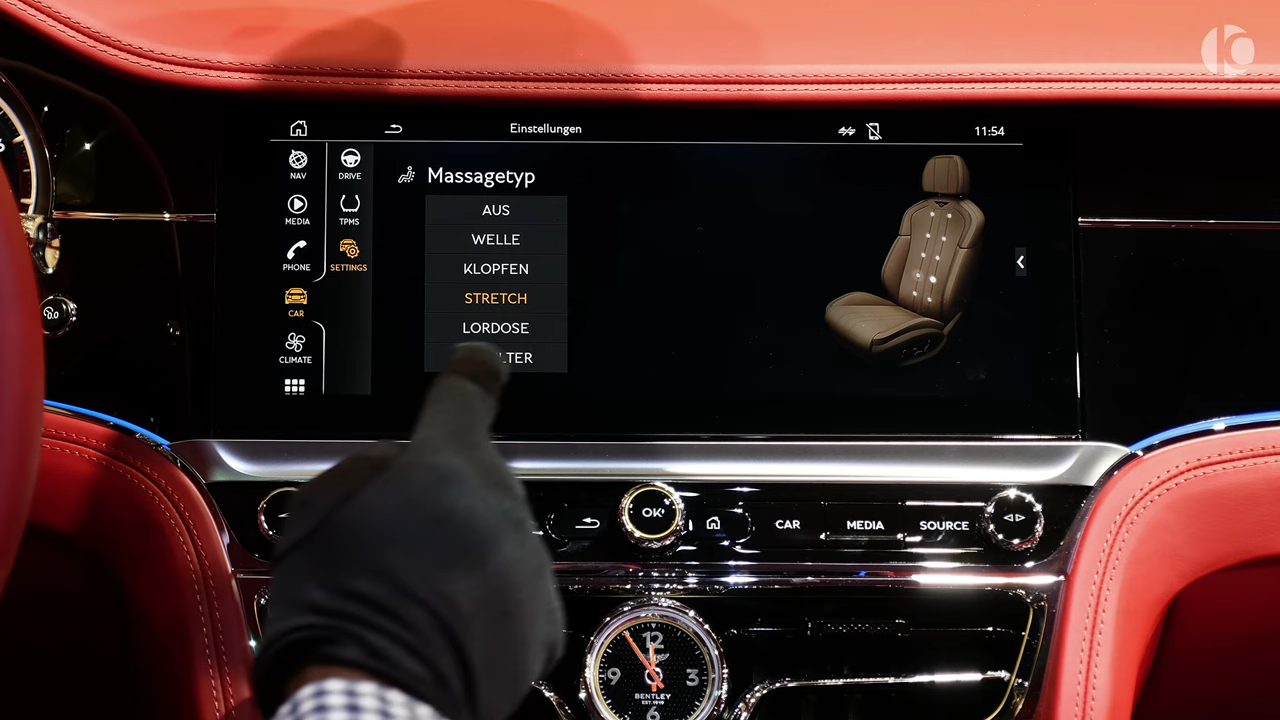 Einstellungen
11:54
NAV
DRIVE
Massagetyp
MEDIA
TPMS
PHONE
SETTINGS
CAR
CLIMATE
AUS
WELLE
KLOPFEN
STRETCH
LORDOSE
LTER
OK
CAR
MEDIA
SOURCE
12
9
3
6
BENTLEY
EST. 1919